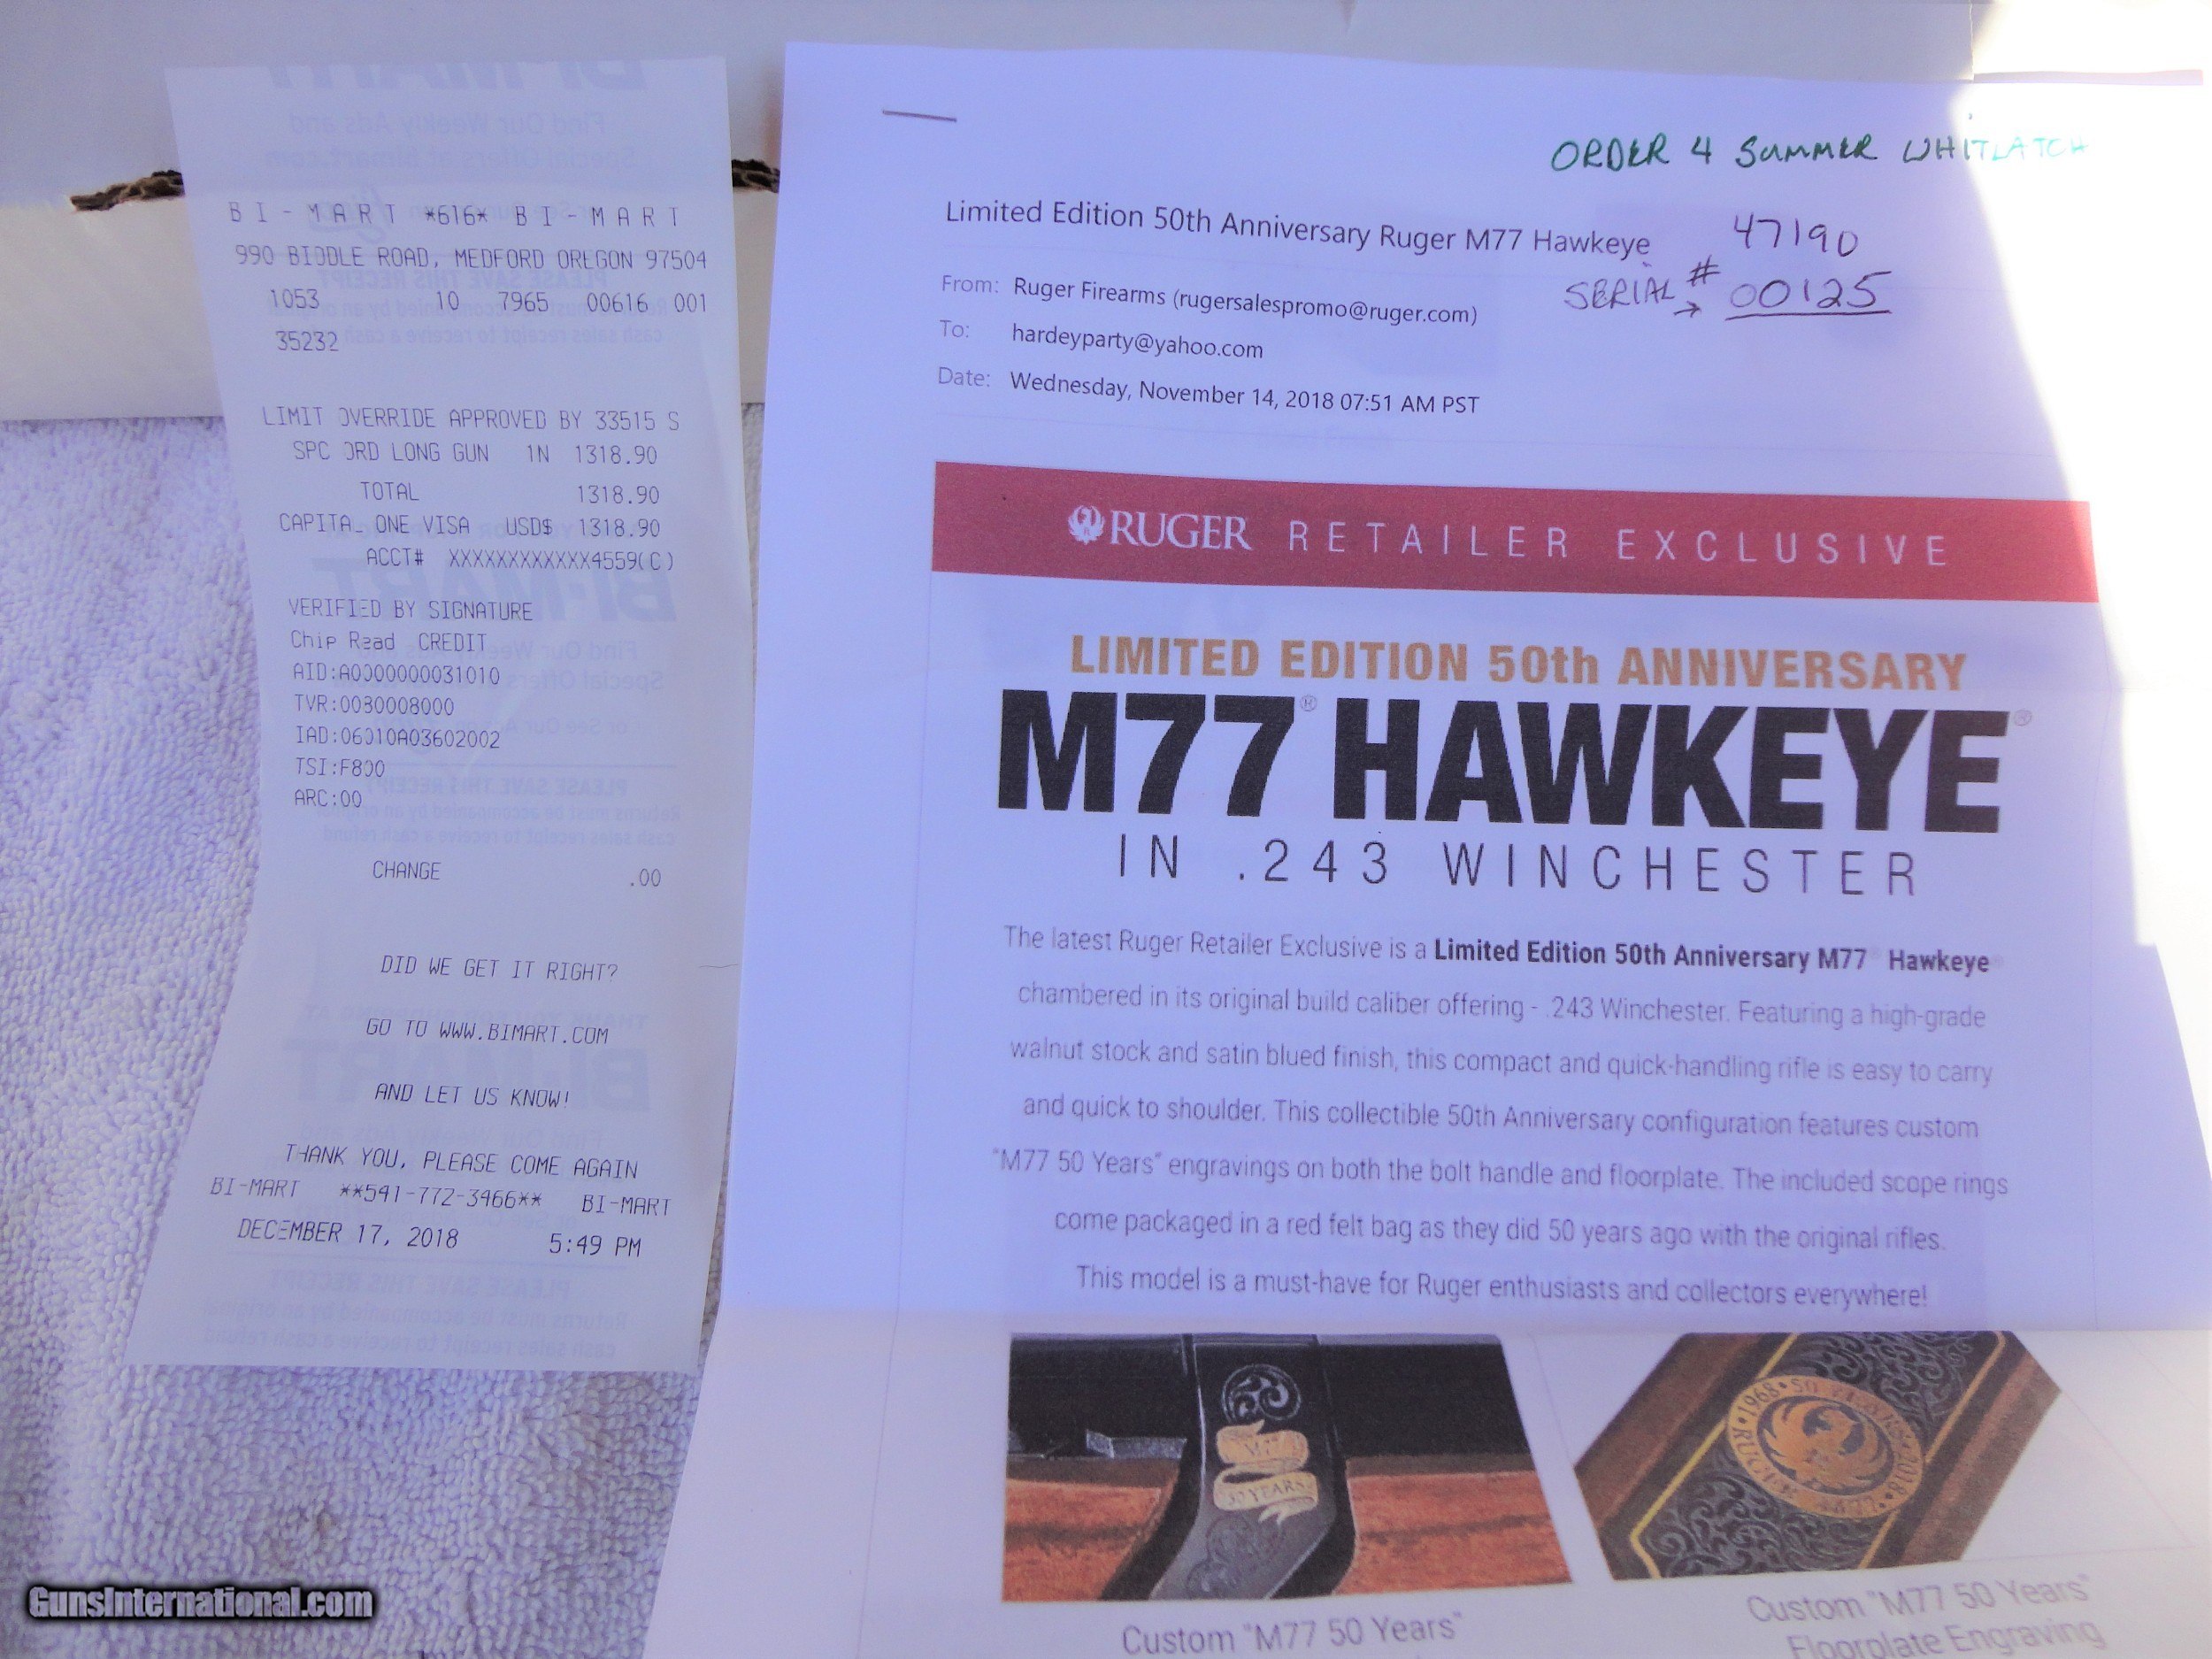 BI-MART *616* BI-MART
990 BIDDLE ROAD, MEDFORD OREGON 97504
1053 10 7965 00616 001
35232
LIMIT OVERRIDE APPROVED BY 33515 S
SPC ORD LONG GUN 1N 1318.90
TOTAL 1318.90
CAPITAL ONE VISA USD$ 1318.90
ACCT# XXXXXXXXXXXX4559(C)
VERIFIED BY SIGNATURE
Chip Read CREDIT
AID:A0000000031010
TVR:0080008000
IAD:06010A03602002
TSI:F800
ARC:00
CHANGE .00
DID WE GET IT RIGHT?
GO TO WWW.BIMART.COM
AND LET US KNOW!
THANK YOU, PLEASE COME AGAIN
BI-MART **541-772-3466** BI-MART
DECEMBER 17, 2018 5:49 PM
ORDER 4 SUMMER WHITLATCH
Limited Edition 50th Anniversary Ruger M77 Hawkeye
47190
SERIAL # → 00125
From: Ruger Firearms (rugersalespromo@ruger.com)
To: hardeyparty@yahoo.com
Date: Wednesday, November 14, 2018 07:51 AM PST
RUGER RETAILER EXCLUSIVE
LIMITED EDITION 50th ANNIVERSARY
M77® HAWKEYE®
IN .243 WINCHESTER
The latest Ruger Retailer Exclusive is a Limited Edition 50th Anniversary M77® Hawkeye®
chambered in its original build caliber offering - .243 Winchester. Featuring a high-grade
walnut stock and satin blued finish, this compact and quick-handling rifle is easy to carry
and quick to shoulder. This collectible 50th Anniversary configuration features custom
"M77 50 Years" engravings on both the bolt handle and floorplate. The included scope rings
come packaged in a red felt bag as they did 50 years ago with the original rifles.
This model is a must-have for Ruger enthusiasts and collectors everywhere!
M77
50 YEARS
1968 • 50 YEARS • 2018
RUGER M77
Custom "M77 50 Years"
Custom "M77 50 Years"
Floorplate Engraving
GunsInternational.com